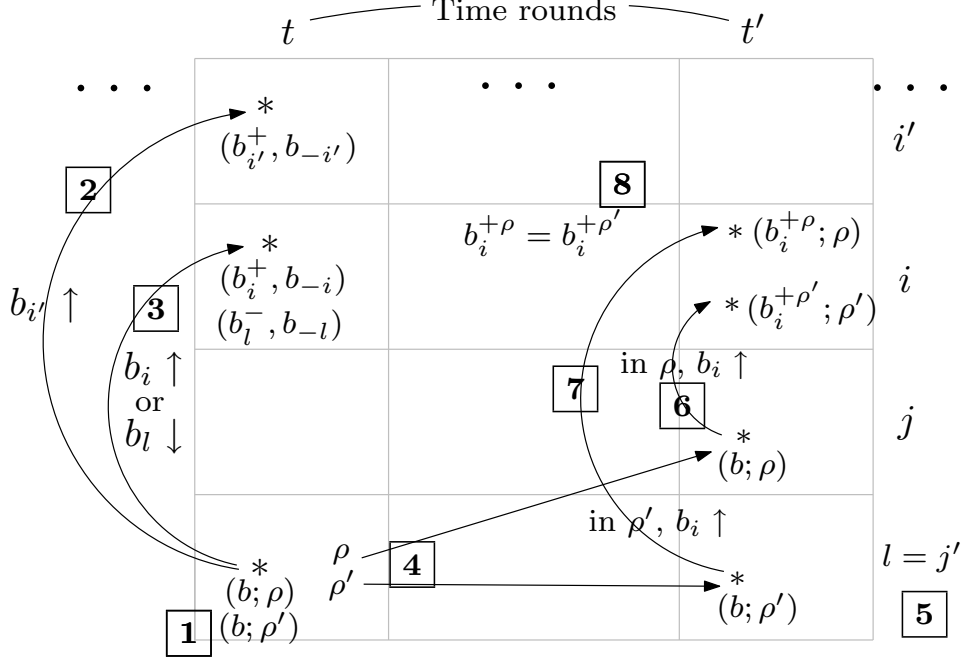 Time rounds
t t′
. . . . . . . . .
*
(b_{i′}^+, b_{−i′}) i′
2 8
b_i^{+ρ} = b_i^{+ρ′} * (b_i^{+ρ}; ρ)
*
(b_i^+, b_{−i}) i
b_{i′} ↑ 3 * (b_i^{+ρ′}; ρ′)
(b_l^−, b_{−l})
b_i ↑ in ρ, b_i ↑
or 7 6
b_l ↓ * j
(b; ρ)
in ρ′, b_i ↑
ρ 4 l = j′
* ρ′ *
(b; ρ) (b; ρ′)
1 (b; ρ′) 5